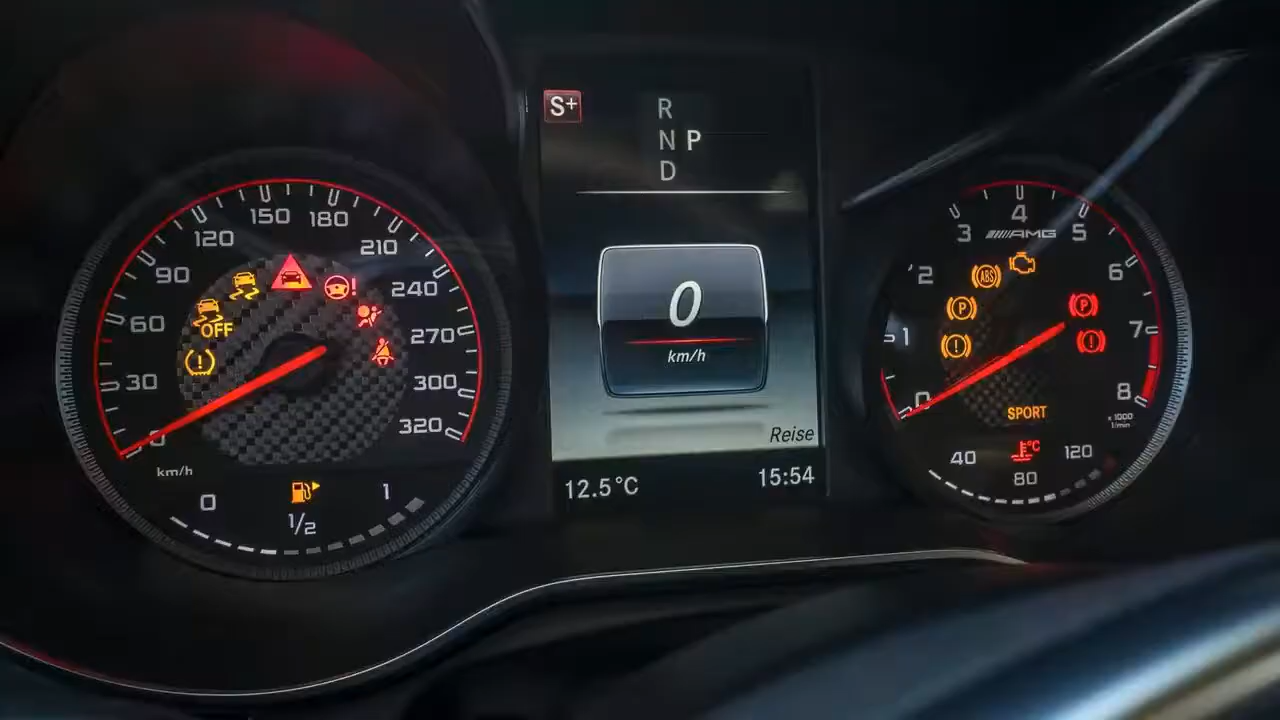 S+
R
N P
D
0
km/h
Reise
12.5°C
15:54
0
30
60
90
120
150
180
210
240
270
300
320
km/h
OFF
0
1/2
1
0
1
2
3
4
5
6
7
8
AMG
ABS
P
P
SPORT
x 1000
1/min
°C
40
80
120